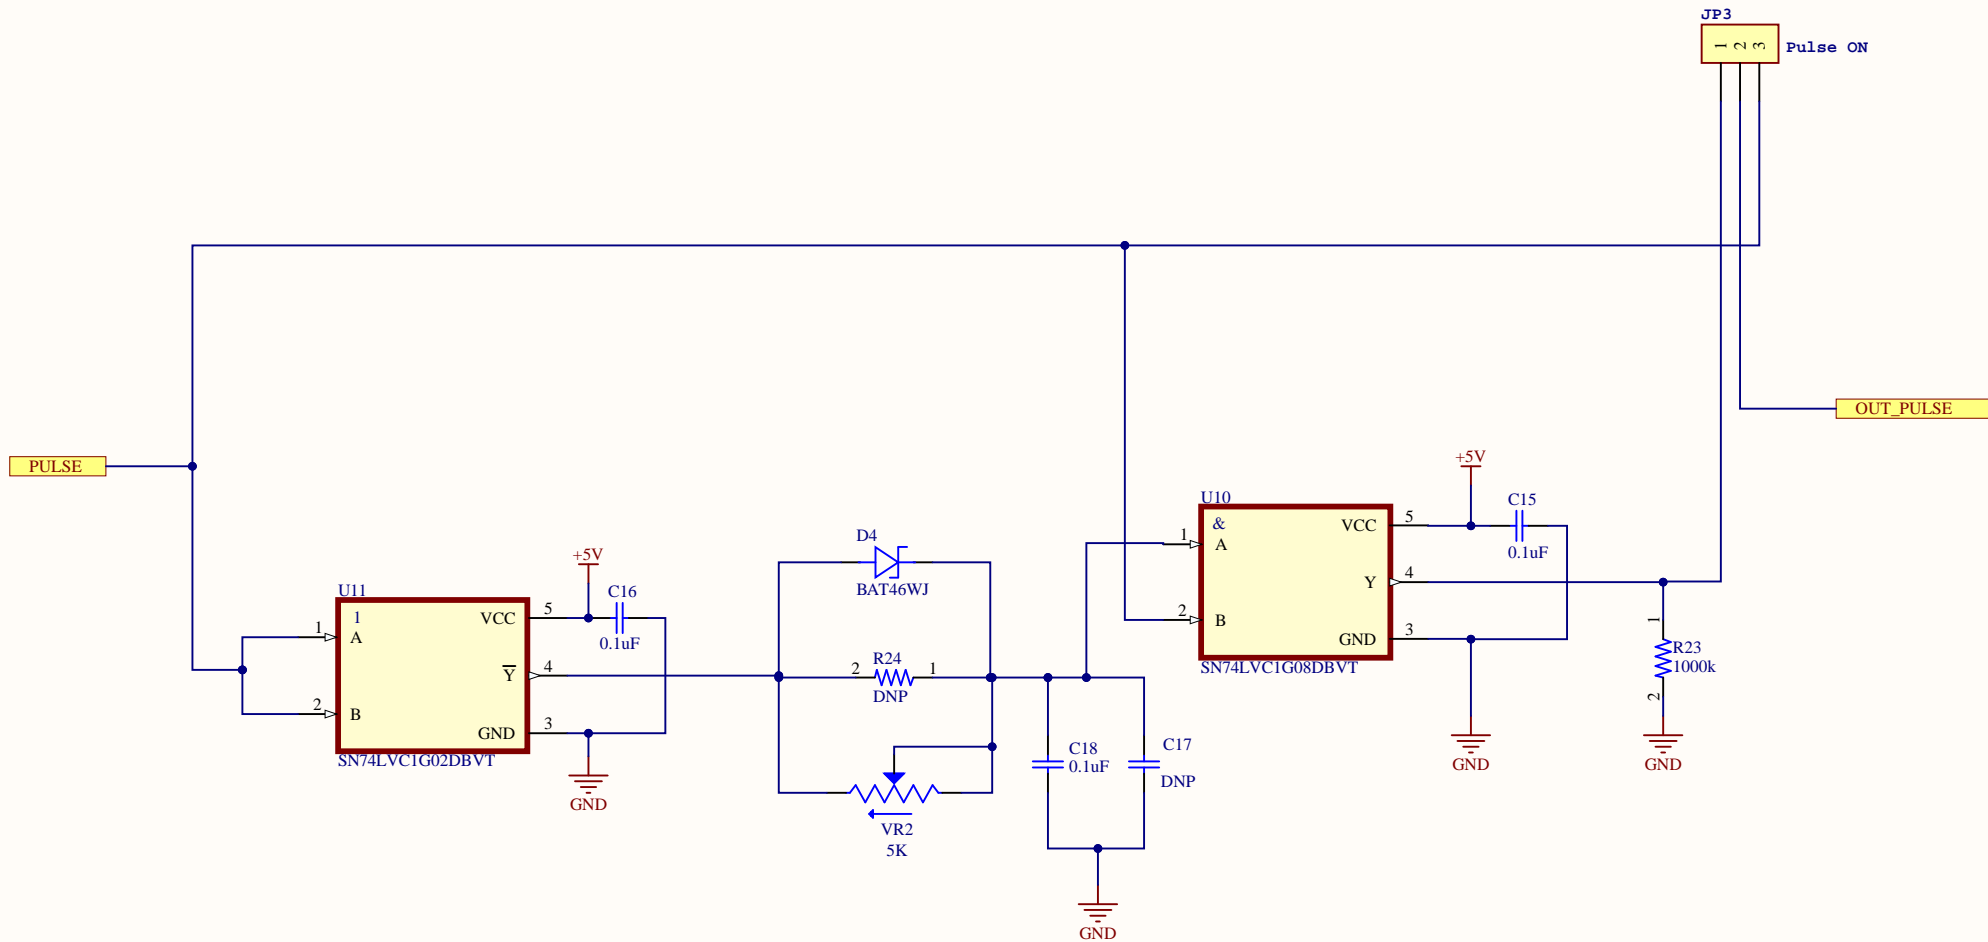 JP3
1 2 3
Pulse ON
OUT_PULSE
PULSE
+5V
U10
&
1
A
2
B
VCC
5
Y
4
GND
3
SN74LVC1G08DBVT
C15
0.1uF
GND
1
R23
1000k
2
GND
D4
BAT46WJ
+5V
U11
1
1
A
2
B
VCC
5
Y
4
GND
3
SN74LVC1G02DBVT
C16
0.1uF
GND
R24
2
1
DNP
VR2
5K
C18
0.1uF
C17
DNP
GND